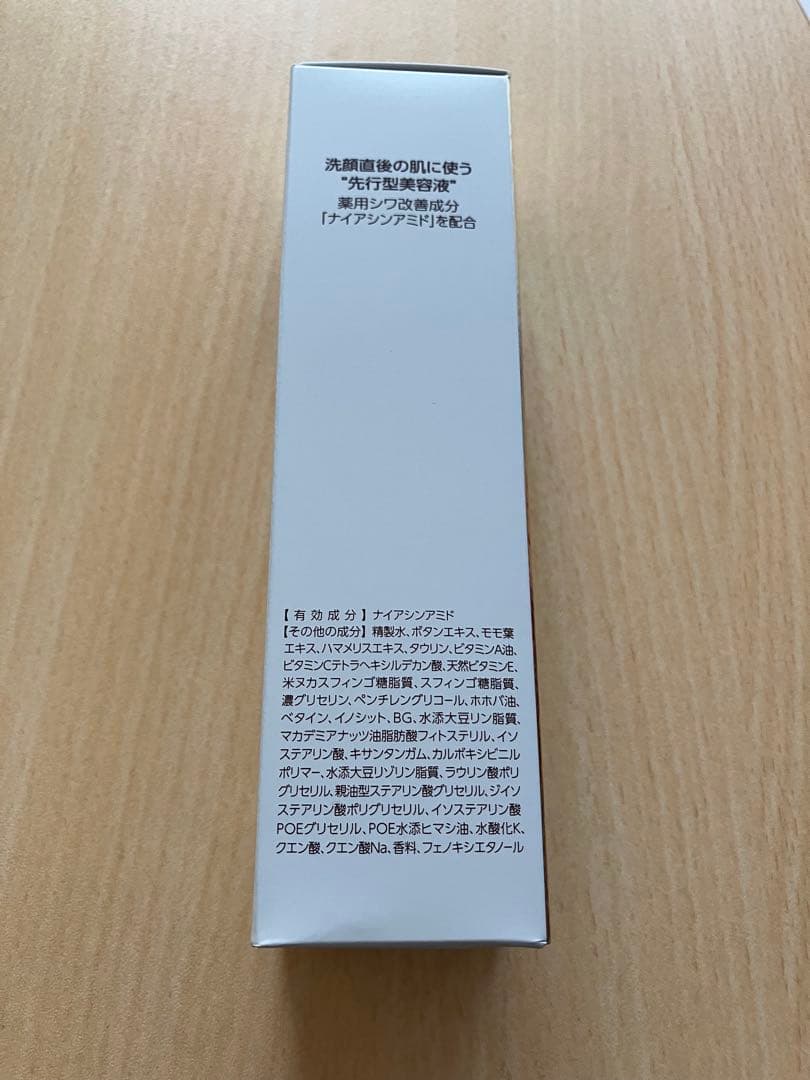 洗顔直後の肌に使う
"先行型美容液"
薬用シワ改善成分
「ナイアシンアミド」を配合
【有効成分】ナイアシンアミド
【その他の成分】精製水、ボタンエキス、モモ葉
エキス、ハマメリスエキス、タウリン、ビタミンA油、
ビタミンCテトラヘキシルデカン酸、天然ビタミンE、
米ヌカスフィンゴ糖脂質、スフィンゴ糖脂質、
濃グリセリン、ペンチレングリコール、ホホバ油、
ベタイン、イノシット、BG、水添大豆リン脂質、
マカデミアナッツ油脂肪酸フィトステリル、イソ
ステアリン酸、キサンタンガム、カルボキシビニル
ポリマー、水添大豆リゾリン脂質、ラウリン酸ポリ
グリセリル、親油型ステアリン酸グリセリル、ジイソ
ステアリン酸ポリグリセリル、イソステアリン酸
POEグリセリル、POE水添ヒマシ油、水酸化K、
クエン酸、クエン酸Na、香料、フェノキシエタノール